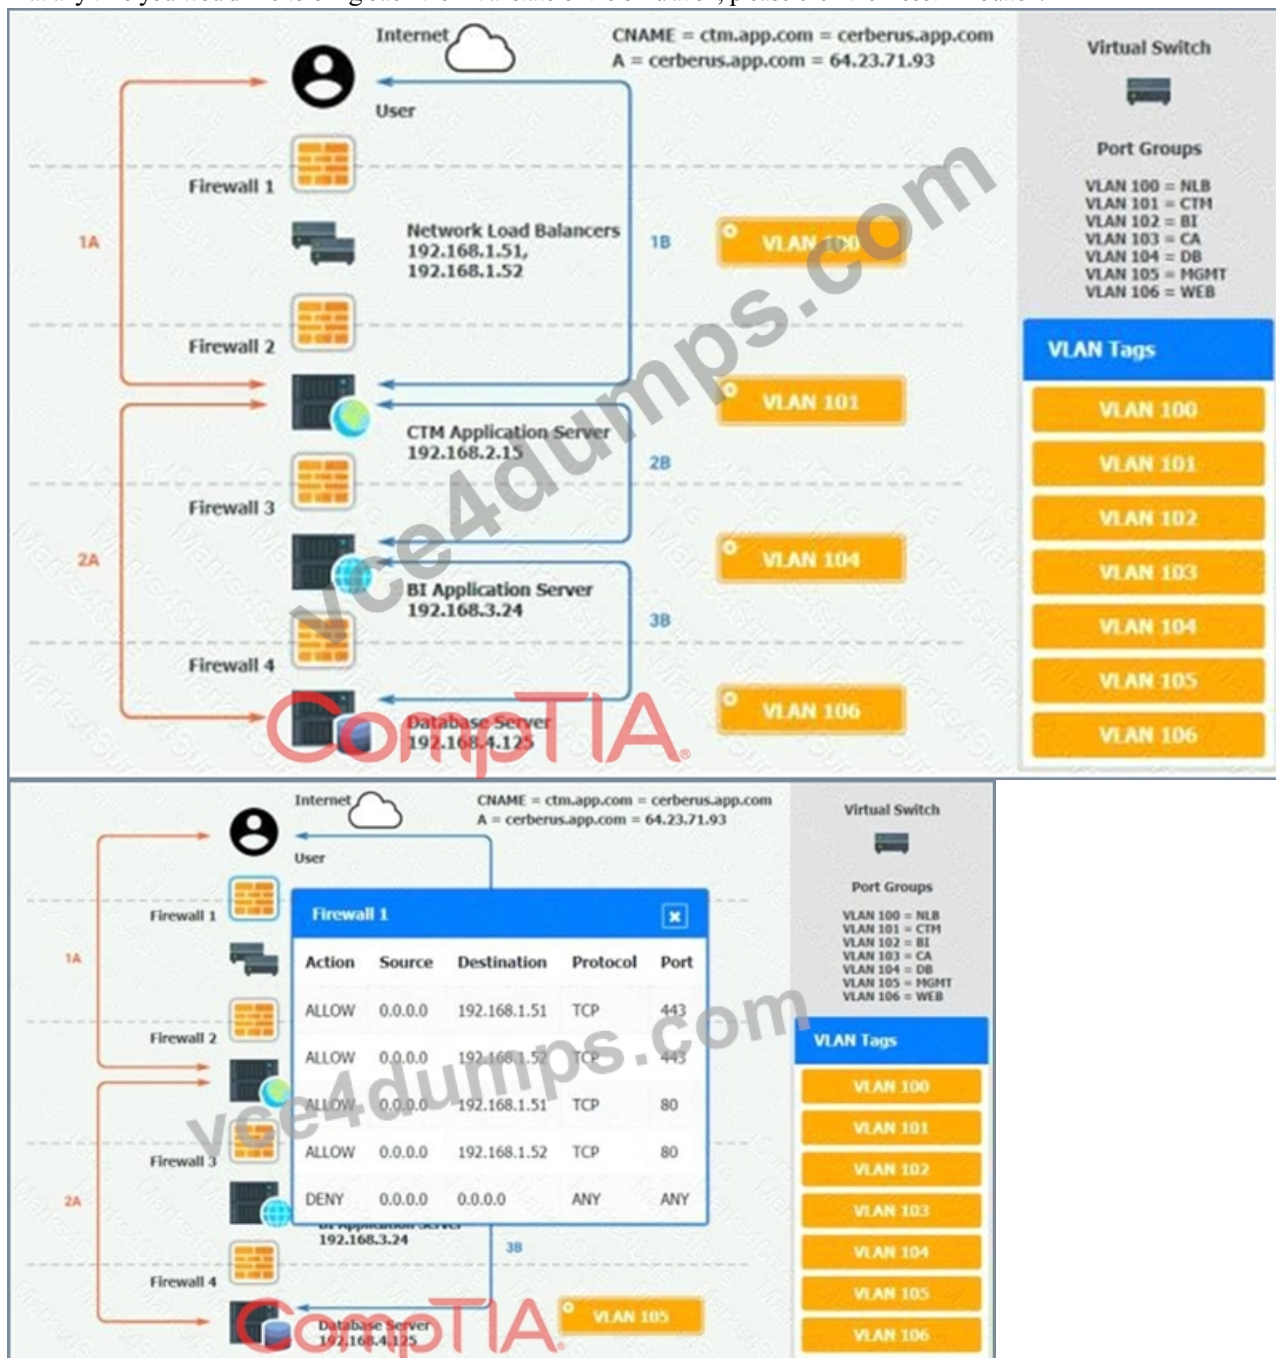 Internet
CNAME = ctm.app.com = cerberus.app.com
A = cerberus.app.com = 64.23.71.93
User
Firewall 1
1A
Network Load Balancers
192.168.1.51,
192.168.1.52
1B
VLAN 100
Firewall 2
CTM Application Server
192.168.2.15
VLAN 101
2B
Firewall 3
2A
BI Application Server
192.168.3.24
VLAN 104
3B
Firewall 4
Database Server
192.168.4.125
VLAN 106
Virtual Switch
Port Groups
VLAN 100 = NLB
VLAN 101 = CTM
VLAN 102 = BI
VLAN 103 = CA
VLAN 104 = DB
VLAN 105 = MGMT
VLAN 106 = WEB
VLAN Tags
VLAN 100
VLAN 101
VLAN 102
VLAN 103
VLAN 104
VLAN 105
VLAN 106
vce4dumps.com
CompTIA®
Internet
CNAME = ctm.app.com = cerberus.app.com
A = cerberus.app.com = 64.23.71.93
User
Firewall 1
1A
Firewall 2
Firewall 3
2A
Firewall 4
Firewall 1
Action Source Destination Protocol Port
ALLOW 0.0.0.0 192.168.1.51 TCP 443
ALLOW 0.0.0.0 192.168.1.52 TCP 443
ALLOW 0.0.0.0 192.168.1.51 TCP 80
ALLOW 0.0.0.0 192.168.1.52 TCP 80
DENY 0.0.0.0 0.0.0.0 ANY ANY
BI Application Server
192.168.3.24
3B
Database Server
192.168.4.125
VLAN 105
Virtual Switch
Port Groups
VLAN 100 = NLB
VLAN 101 = CTM
VLAN 102 = BI
VLAN 103 = CA
VLAN 104 = DB
VLAN 105 = MGMT
VLAN 106 = WEB
VLAN Tags
VLAN 100
VLAN 101
VLAN 102
VLAN 103
VLAN 104
VLAN 105
VLAN 106
vce4dumps.com
CompTIA